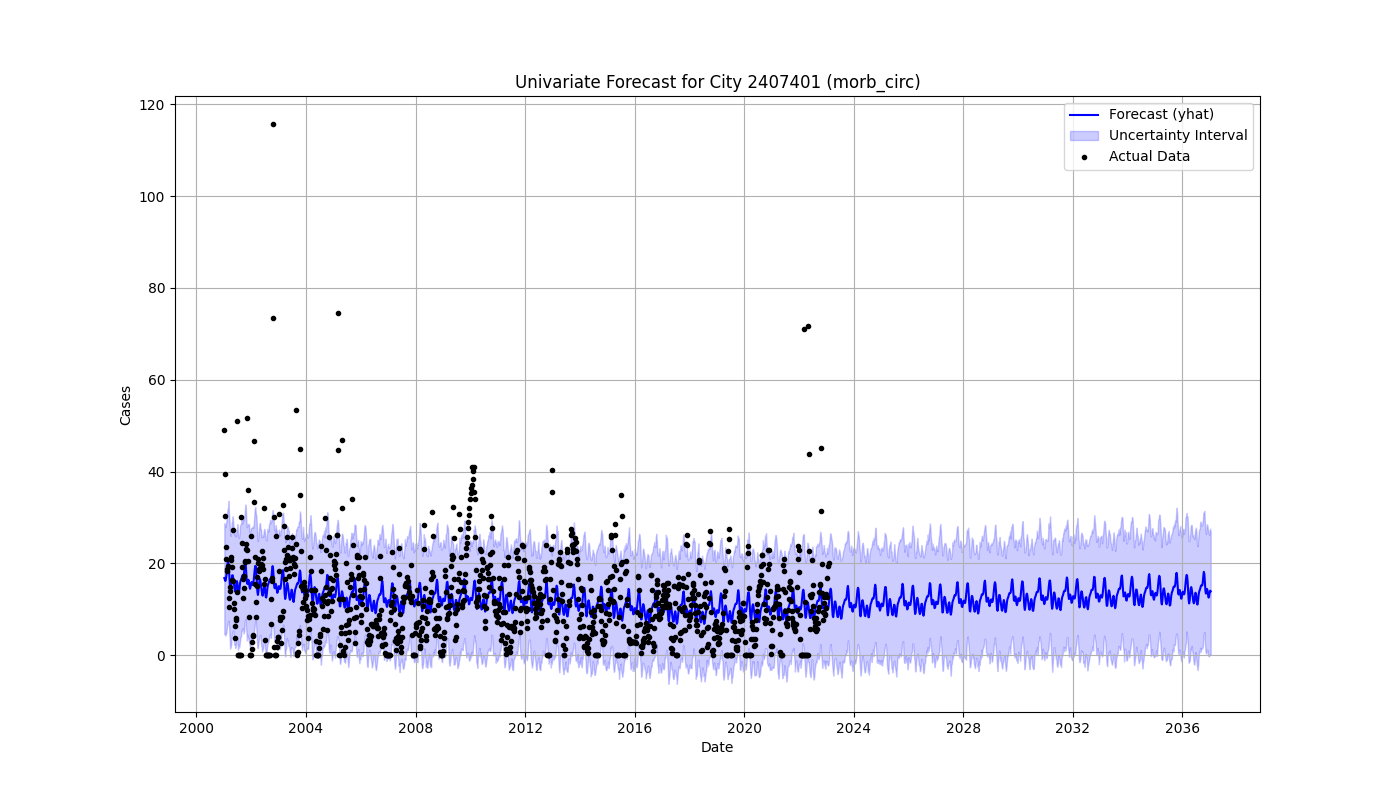 Univariate Forecast for City 2407401 (morb_circ)
Forecast (yhat)
Uncertainty Interval
Actual Data
Cases
120
100
80
60
40
20
0
2000 2004 2008 2012 2016 2020 2024 2028 2032 2036
Date